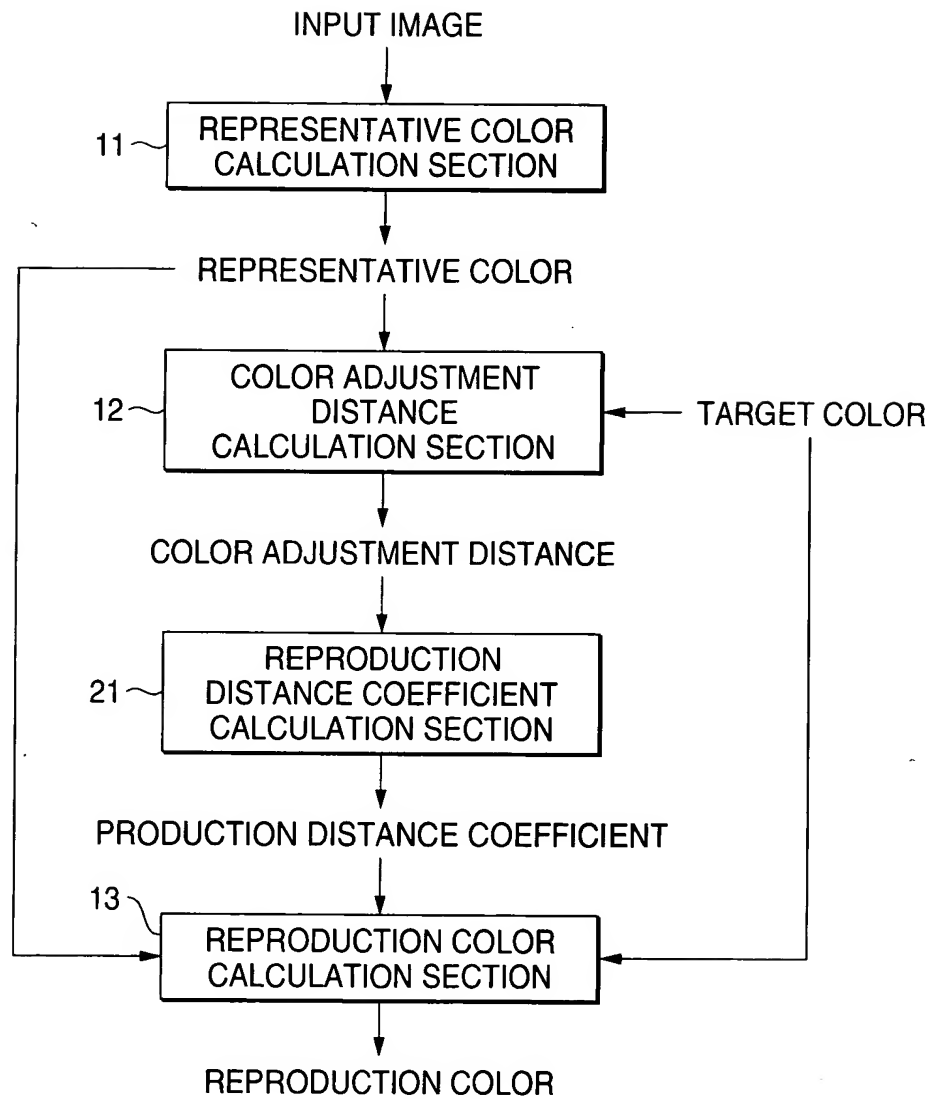 INPUT IMAGE
11
REPRESENTATIVE COLOR
CALCULATION SECTION
REPRESENTATIVE COLOR
12
COLOR ADJUSTMENT
DISTANCE
CALCULATION SECTION
TARGET COLOR
COLOR ADJUSTMENT DISTANCE
21
REPRODUCTION
DISTANCE COEFFICIENT
CALCULATION SECTION
PRODUCTION DISTANCE COEFFICIENT
13
REPRODUCTION COLOR
CALCULATION SECTION
REPRODUCTION COLOR